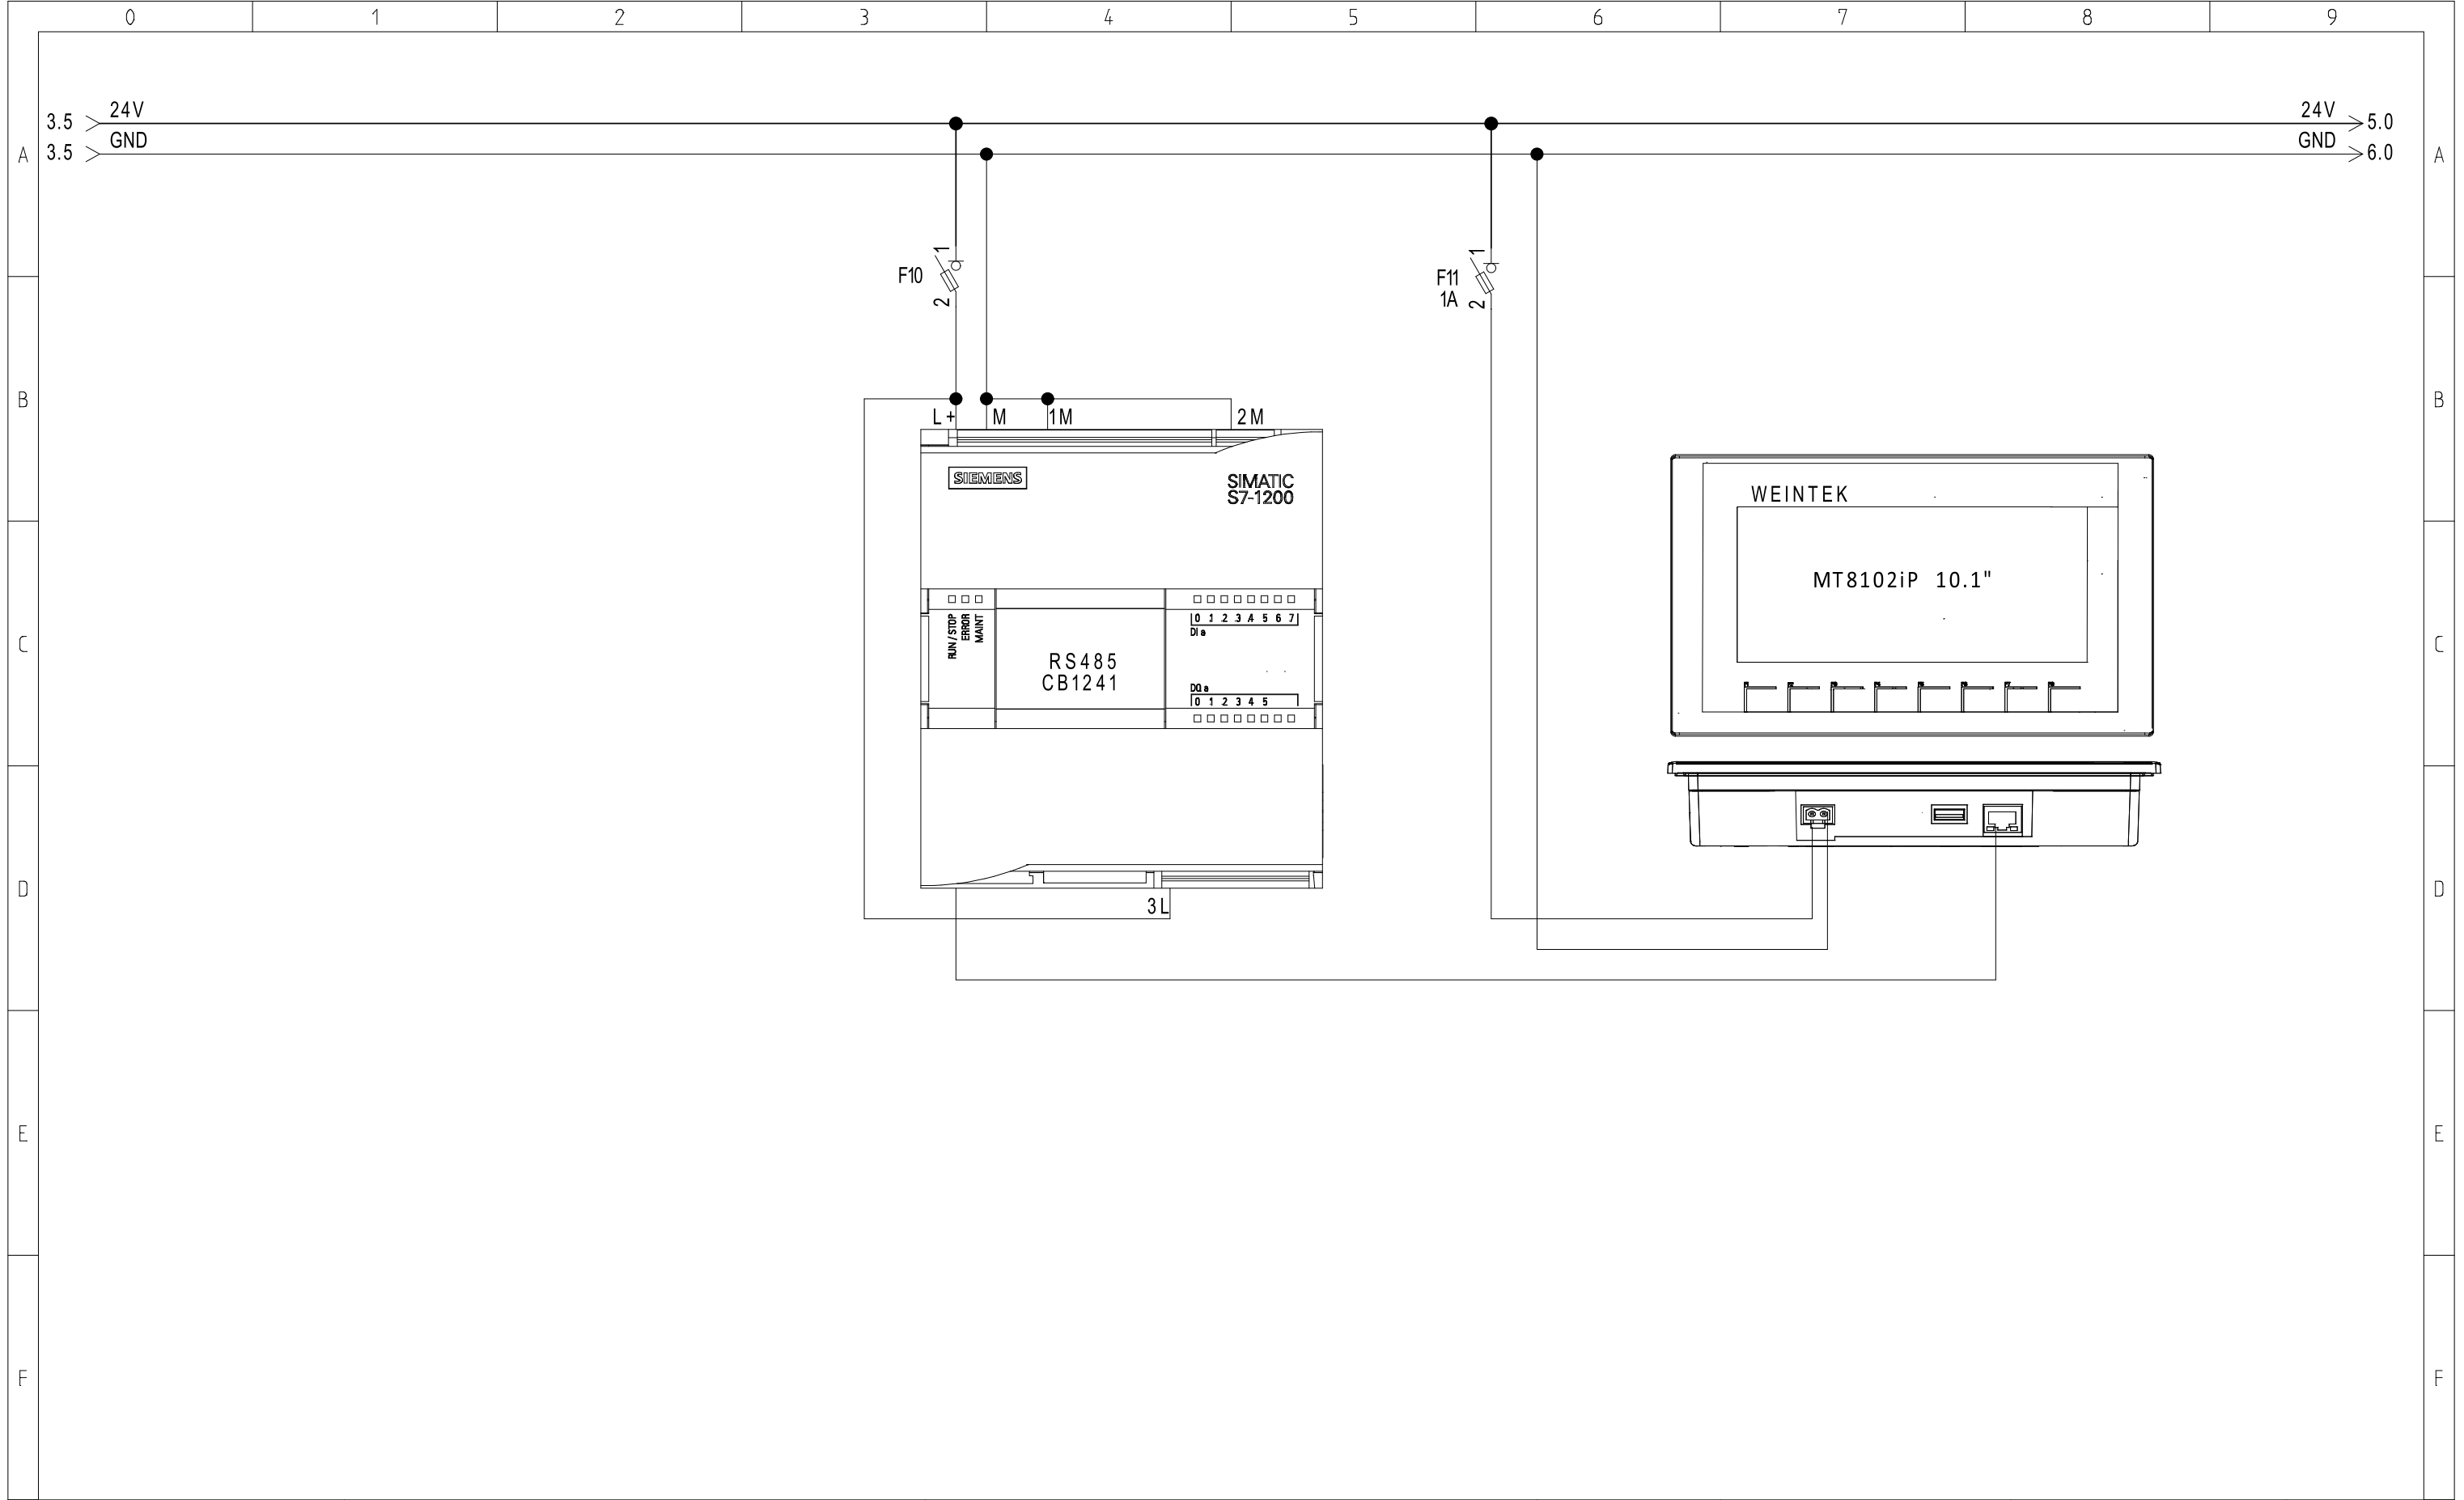 0 1 2 3 4 5 6 7 8 9
3.5 24V 24V 5.0
A 3.5 GND GND 6.0 A
1 1
F10 F11
1A
2 2
B B
L+ M 1M 2M
SIEMENS SIMATIC
S7-1200
WEINTEK
MT8102iP 10.1"
RUN/STOP
ERROR
MAINT
.0 .1 .2 .3 .4 .5 .6 .7
DI a
C C
RS485
CB1241
DQ a
.0 .1 .2 .3 .4 .5
D D
3L
E E
F F